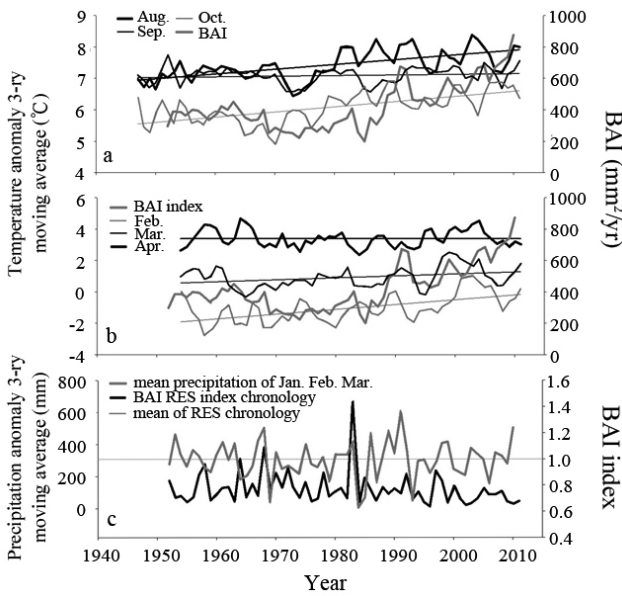 Aug. Oct.
Sep. BAI
9
8
7
6
5
4
1000
800
600
400
200
0
a
Temperature anomaly 3-ry
moving average (℃)
BAI (mm²/yr)
BAI index
Feb.
Mar.
Apr.
6
4
2
0
-2
-4
1000
800
600
400
200
0
b
mean precipitation of Jan. Feb. Mar.
BAI RES index chronology
mean of RES chronology
800
600
400
200
0
1.6
1.4
1.2
1.0
0.8
0.6
0.4
c
Precipitation anomaly 3-ry
moving average (mm)
BAI index
1940 1950 1960 1970 1980 1990 2000 2010
Year